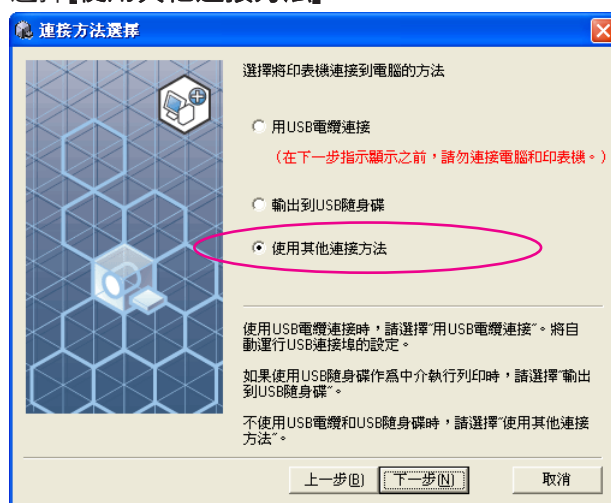 選擇[使用其他連接方法]
連接方法選擇
選擇將印表機連接到電腦的方法
用USB電纜連接
(在下一步指示顯示之前，請勿連接電腦和印表機。)
輸出到USB隨身碟
使用其他連接方法
使用USB電纜連接時，請選擇"用USB電纜連接"。將自
動運行USB連接埠的設定。
如果使用USB隨身碟作爲中介執行列印時，請選擇"輸出
到USB隨身碟"。
不使用USB電纜和USB隨身碟時，請選擇"使用其他連接
方法"。
上一步(B) 下一步(N) 取消